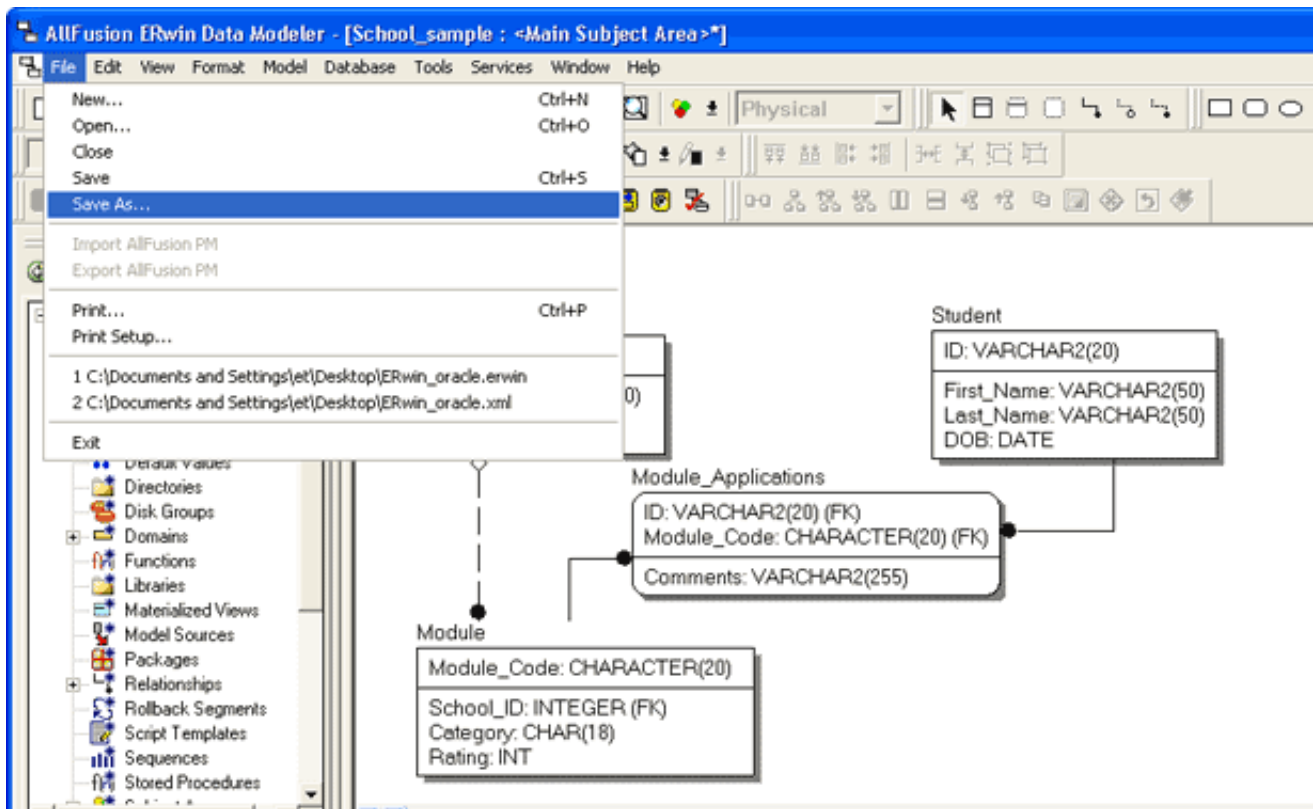 AllFusion ERwin Data Modeler - [School_sample : <Main Subject Area>*]
File Edit View Format Model Database Tools Services Window Help
New... Ctrl+N
Open... Ctrl+O
Close
Save Ctrl+S
Save As...
Import AllFusion PM
Export AllFusion PM
Print... Ctrl+P
Print Setup...
1 C:\Documents and Settings\et\Desktop\ERwin_oracle.erwin
2 C:\Documents and Settings\et\Desktop\ERwin_oracle.xml
Exit
Physical
Default Values
Directories
Disk Groups
Domains
Functions
Libraries
Materialized Views
Model Sources
Packages
Relationships
Rollback Segments
Script Templates
Sequences
Stored Procedures
0)
Student
ID: VARCHAR2(20)
First_Name: VARCHAR2(50)
Last_Name: VARCHAR2(50)
DOB: DATE
Module_Applications
ID: VARCHAR2(20) (FK)
Module_Code: CHARACTER(20) (FK)
Comments: VARCHAR2(255)
Module
Module_Code: CHARACTER(20)
School_ID: INTEGER (FK)
Category: CHAR(18)
Rating: INT